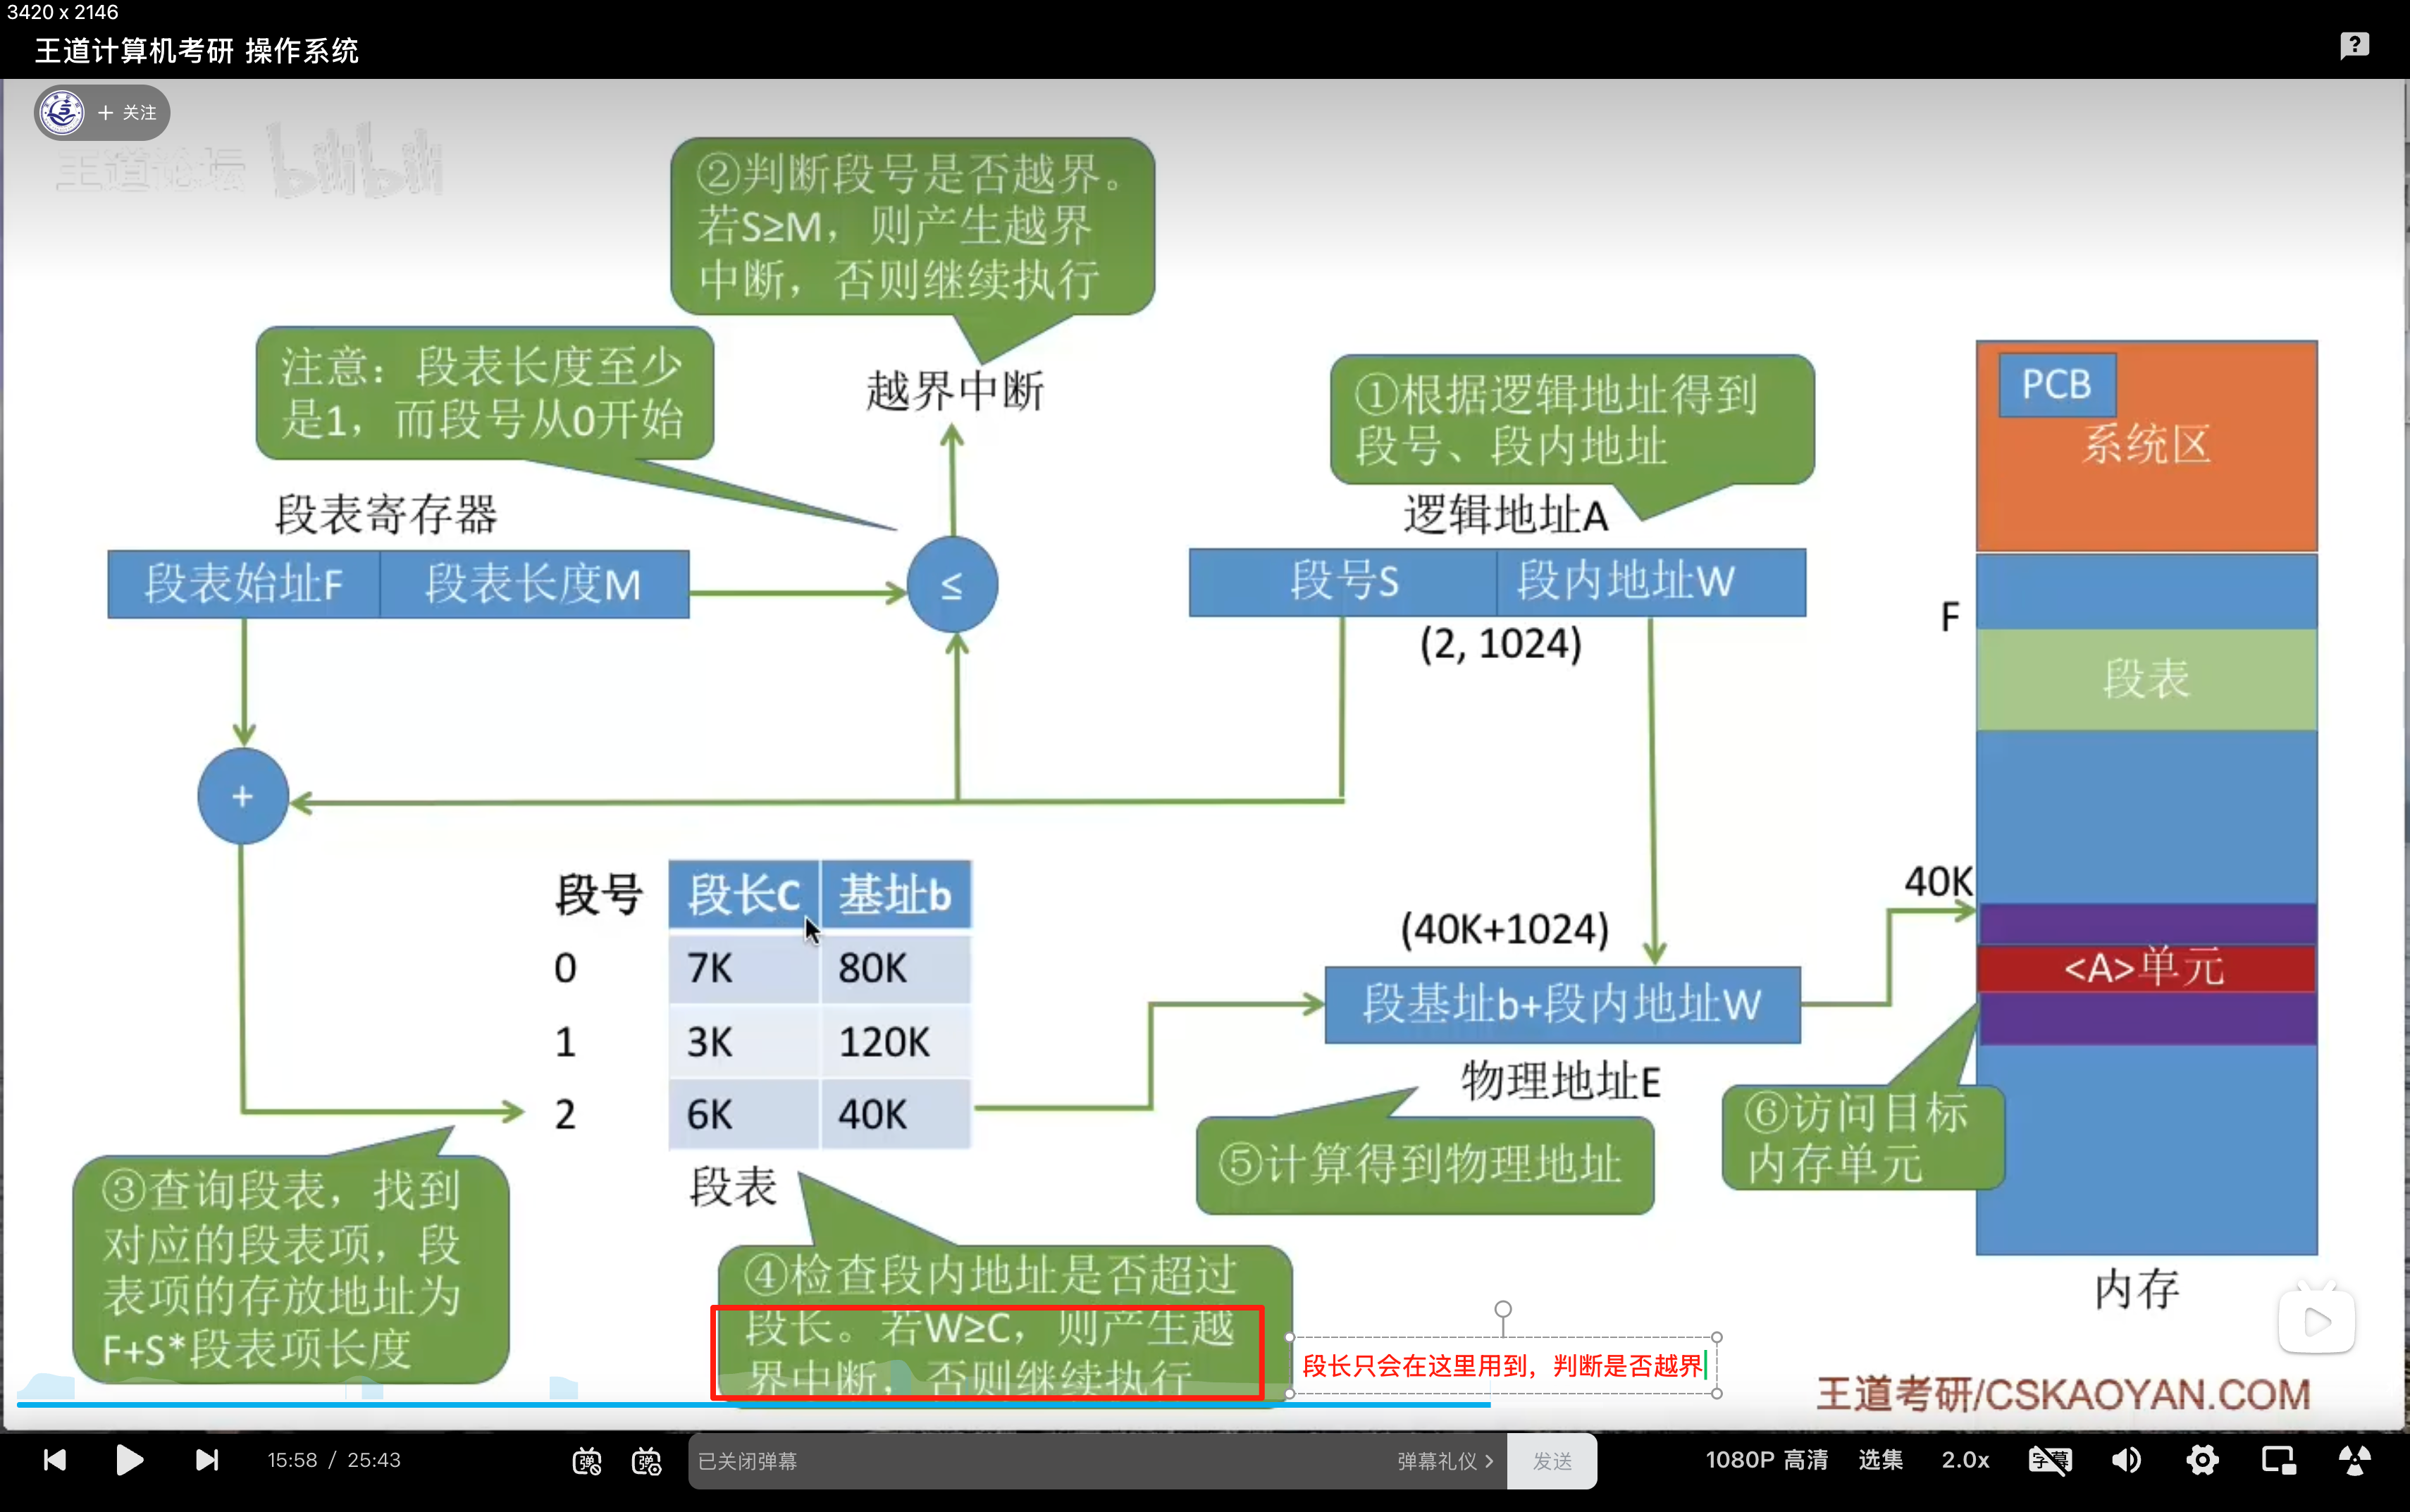 3420 x 2146
王道计算机考研 操作系统
+ 关注
王道论坛 bilibili
②判断段号是否越界。
若S≥M，则产生越界
中断，否则继续执行
注意：段表长度至少
是1，而段号从0开始
越界中断
①根据逻辑地址得到
段号、段内地址
PCB
系统区
段表寄存器
逻辑地址A
段表始址F 段表长度M
≤
段号S 段内地址W
(2, 1024)
F
段表
+
段号 段长C 基址b
0 7K 80K
1 3K 120K
2 6K 40K
段表
(40K+1024)
40K
段基址b+段内地址W
<A>单元
物理地址E
③查询段表，找到
对应的段表项，段
表项的存放地址为
F+S*段表项长度
④检查段内地址是否超过
段长。若W≥C，则产生越
界中断，否则继续执行
⑤计算得到物理地址
⑥访问目标
内存单元
内存
段长只会在这里用到，判断是否越界
王道考研/CSKAOYAN.COM
15:58 / 25:43
弹
弹
已关闭弹幕
弹幕礼仪 >
发送
1080P 高清
选集
2.0x
字幕